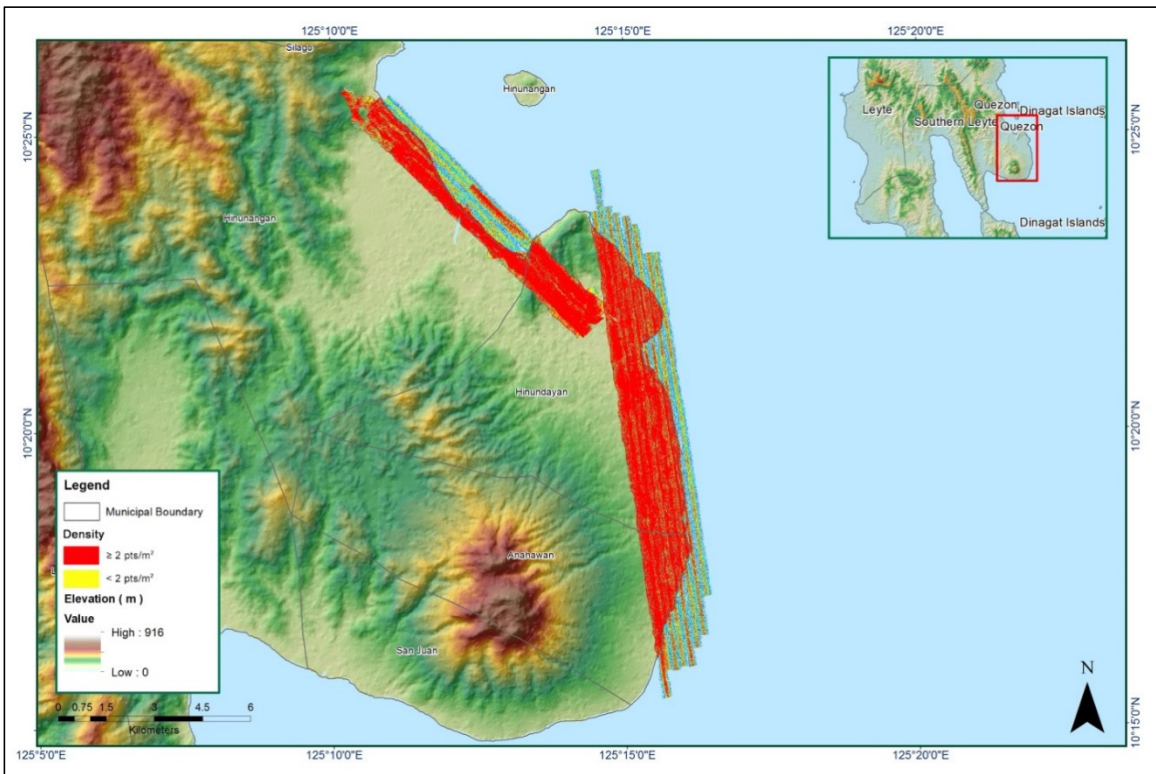 125°10'0"E
125°15'0"E
125°20'0"E
Silago
Hinunangan
10°25'0"N
10°25'0"N
Leyte
Quezon
Dinagat Islands
Southern Leyte
Quezon
Dinagat Islands
Hinunangan
Hinundayan
10°20'0"N
10°20'0"N
Anahawan
San Juan
Legend
Municipal Boundary
Density
≥ 2 pts/m²
< 2 pts/m²
Elevation ( m )
Value
High : 916
Low : 0
0 0.75 1.5 3 4.5 6
Kilometers
N
10°15'0"N
125°5'0"E
125°10'0"E
125°15'0"E
125°20'0"E